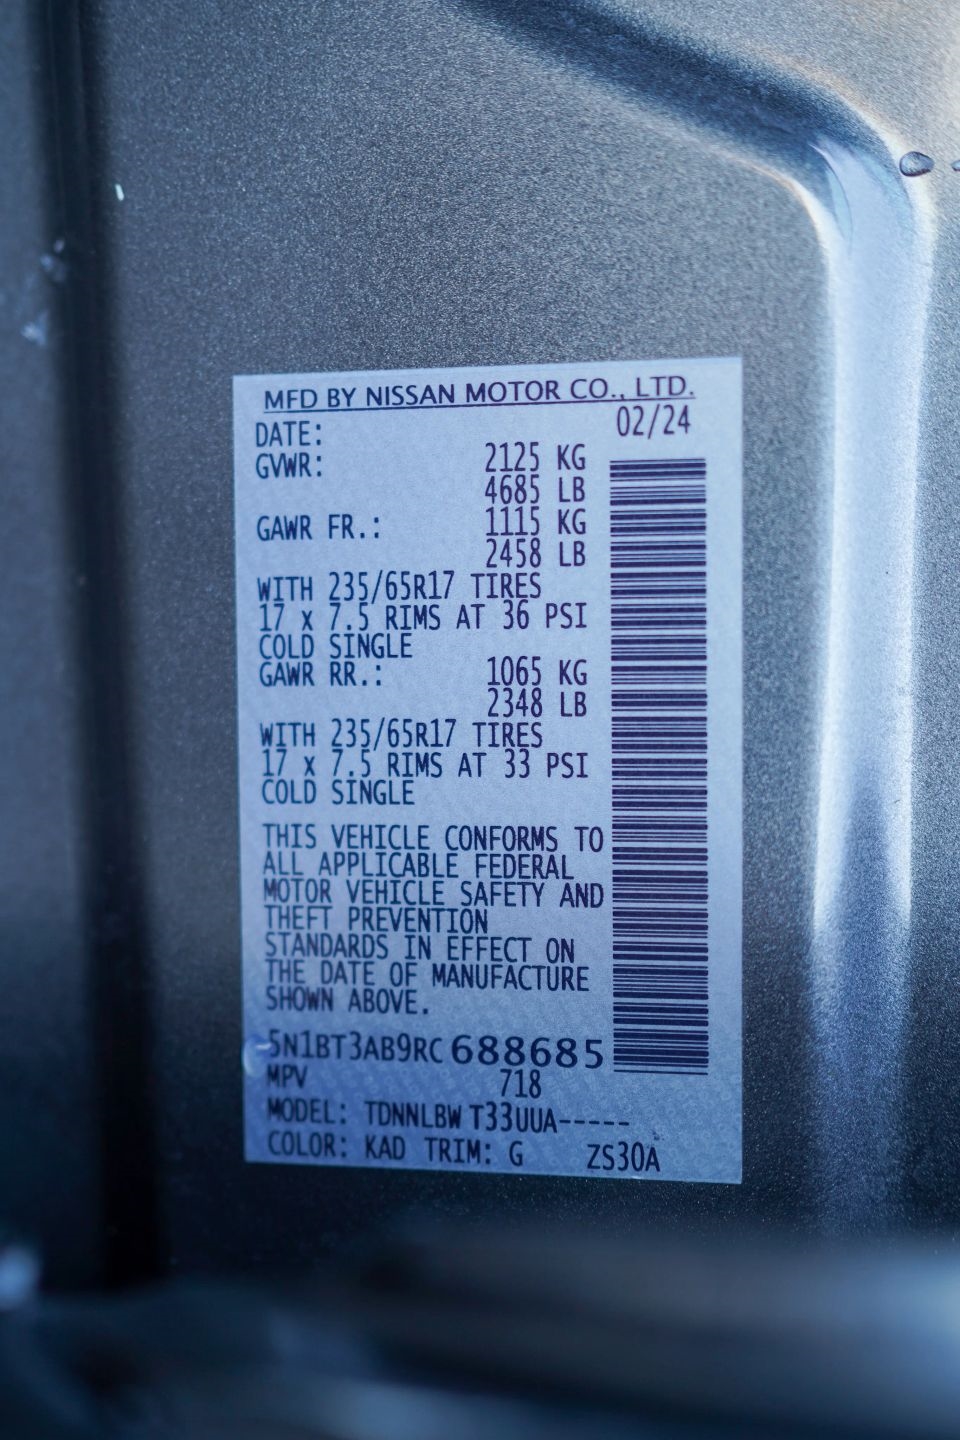 MFD BY NISSAN MOTOR CO., LTD.
DATE: 02/24
GVWR: 2125 KG
4685 LB
GAWR FR.: 1115 KG
2458 LB
WITH 235/65R17 TIRES
17 x 7.5 RIMS AT 36 PSI
COLD SINGLE
GAWR RR.: 1065 KG
2348 LB
WITH 235/65R17 TIRES
17 x 7.5 RIMS AT 33 PSI
COLD SINGLE
THIS VEHICLE CONFORMS TO
ALL APPLICABLE FEDERAL
MOTOR VEHICLE SAFETY AND
THEFT PREVENTION
STANDARDS IN EFFECT ON
THE DATE OF MANUFACTURE
SHOWN ABOVE.
5N1BT3AB9RC688685
MPV 718
MODEL: TDNNLBW T33UUA-----
COLOR: KAD TRIM: G ZS30A